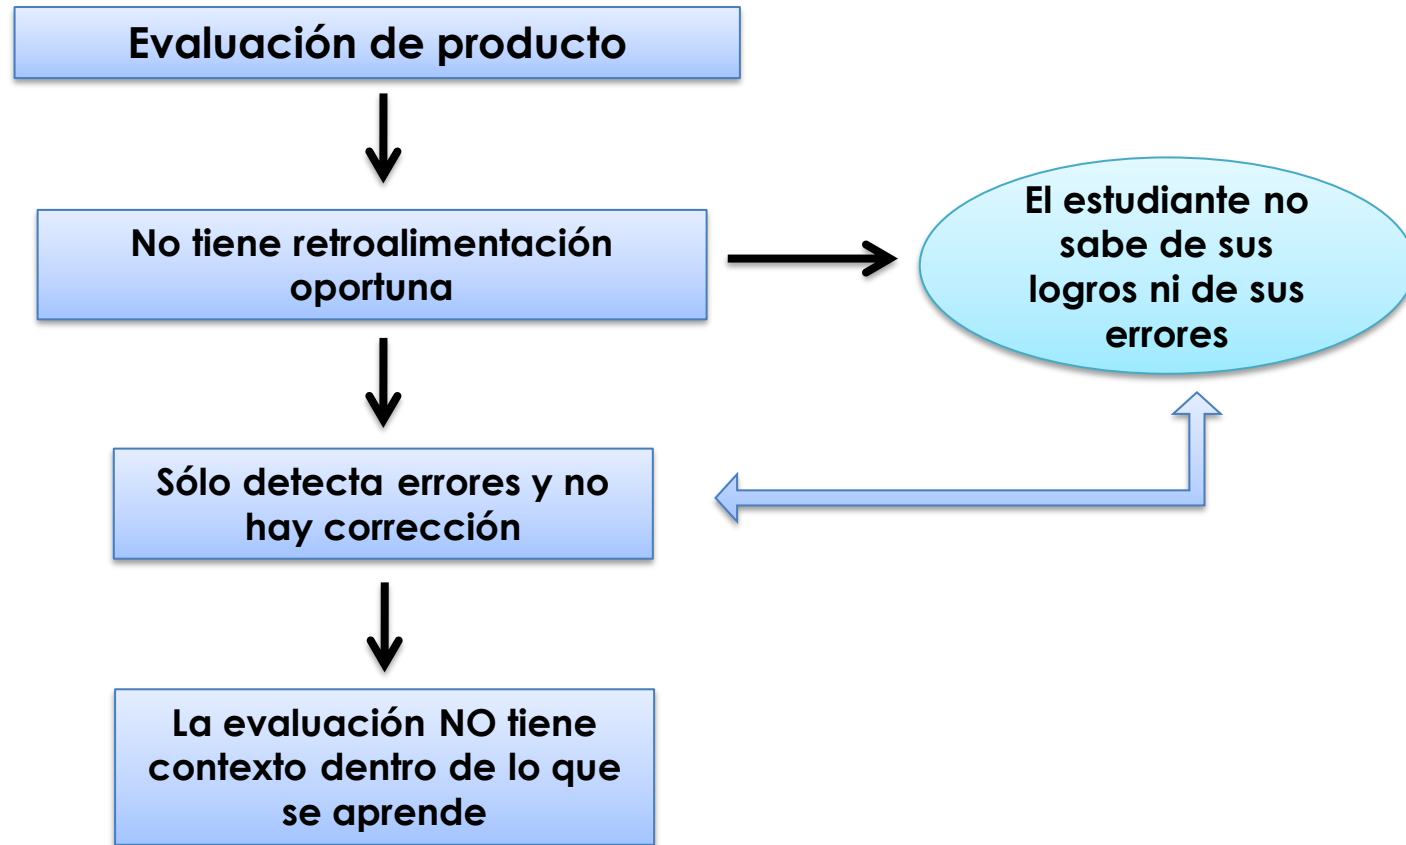 Evaluación de producto
No tiene retroalimentación
oportuna
El estudiante no
sabe de sus
logros ni de sus
errores
Sólo detecta errores y no
hay corrección
La evaluación NO tiene
contexto dentro de lo que
se aprende